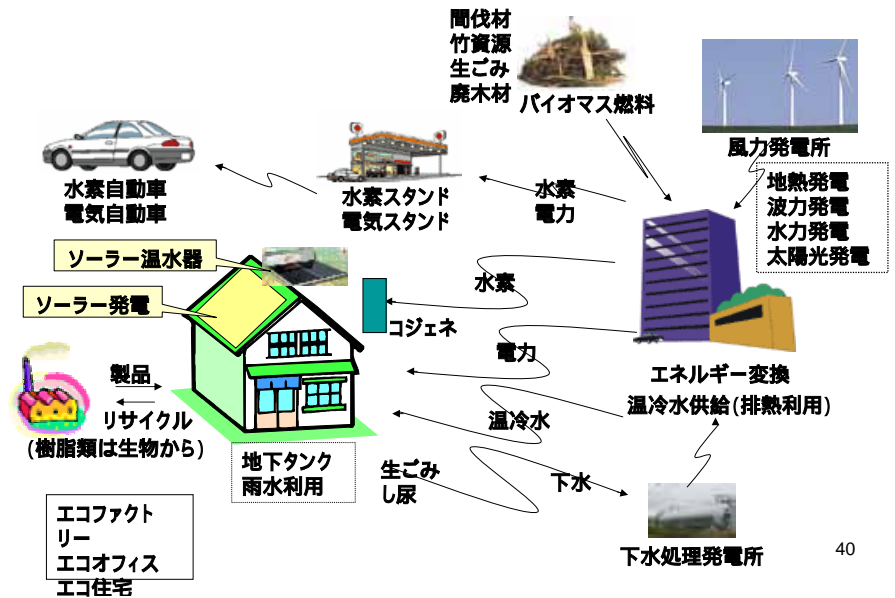 間伐材
竹資源
生ごみ
廃木材
バイオマス燃料
風力発電所
地熱発電
波力発電
水力発電
太陽光発電
水素自動車
電気自動車
水素スタンド
電気スタンド
水素
電力
ソーラー温水器
ソーラー発電
水素
コジェネ
電力
エネルギー変換
温冷水供給(排熱利用)
製品
リサイクル
(樹脂類は生物から)
温冷水
地下タンク
雨水利用
生ごみ
し尿
下水
下水処理発電所
エコファクト
リー
エコオフィス
エコ住宅
40